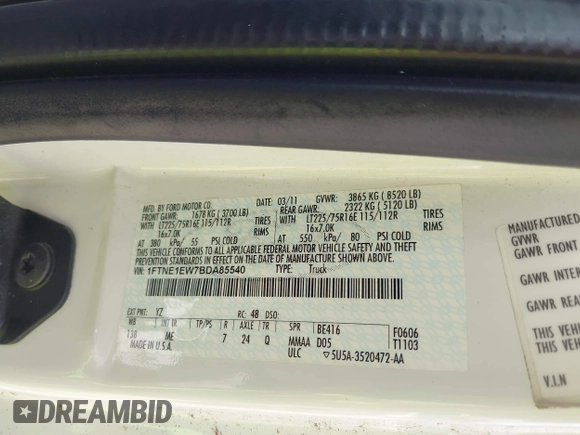 MFD. BY FORD MOTOR CO.
DATE: 03/11 GVWR: 3865 KG ( 8520 LB)
FRONT GAWR: 1678 KG ( 3700 LB) REAR GAWR: 2322 KG ( 5120 LB)
WITH LT225/75R16E 115/112R TIRES WITH LT225/75R16E 115/112R TIRES
16x7.0K RIMS 16x7.0K RIMS
AT 380 kPa/ 55 PSI COLD AT 550 kPa/ 80 PSI COLD
THIS VEHICLE CONFORMS TO ALL APPLICABLE FEDERAL MOTOR VEHICLE SAFETY AND THEFT PREVENTION STANDARDS IN EFFECT ON THE DATE OF MANUFACTURE SHOWN ABOVE.
VIN: 1FTNE1EW7BDA85540
TYPE: Truck
EXT PNT: YZ RC: 48 DSO:
WB INT TR TP/PS R AXLE TR SPR BE416 F0606
138 ME 7 24 Q MMAA D05 T1103
MADE IN U.S.A. ULC ▽5U5A-3520472-AA
MANUFACTURED
GVWR
GAWR FRONT
GAWR INTER
GAWR REAR
THIS VEHIC
THIS VEHI
V.I.N
DREAMBID